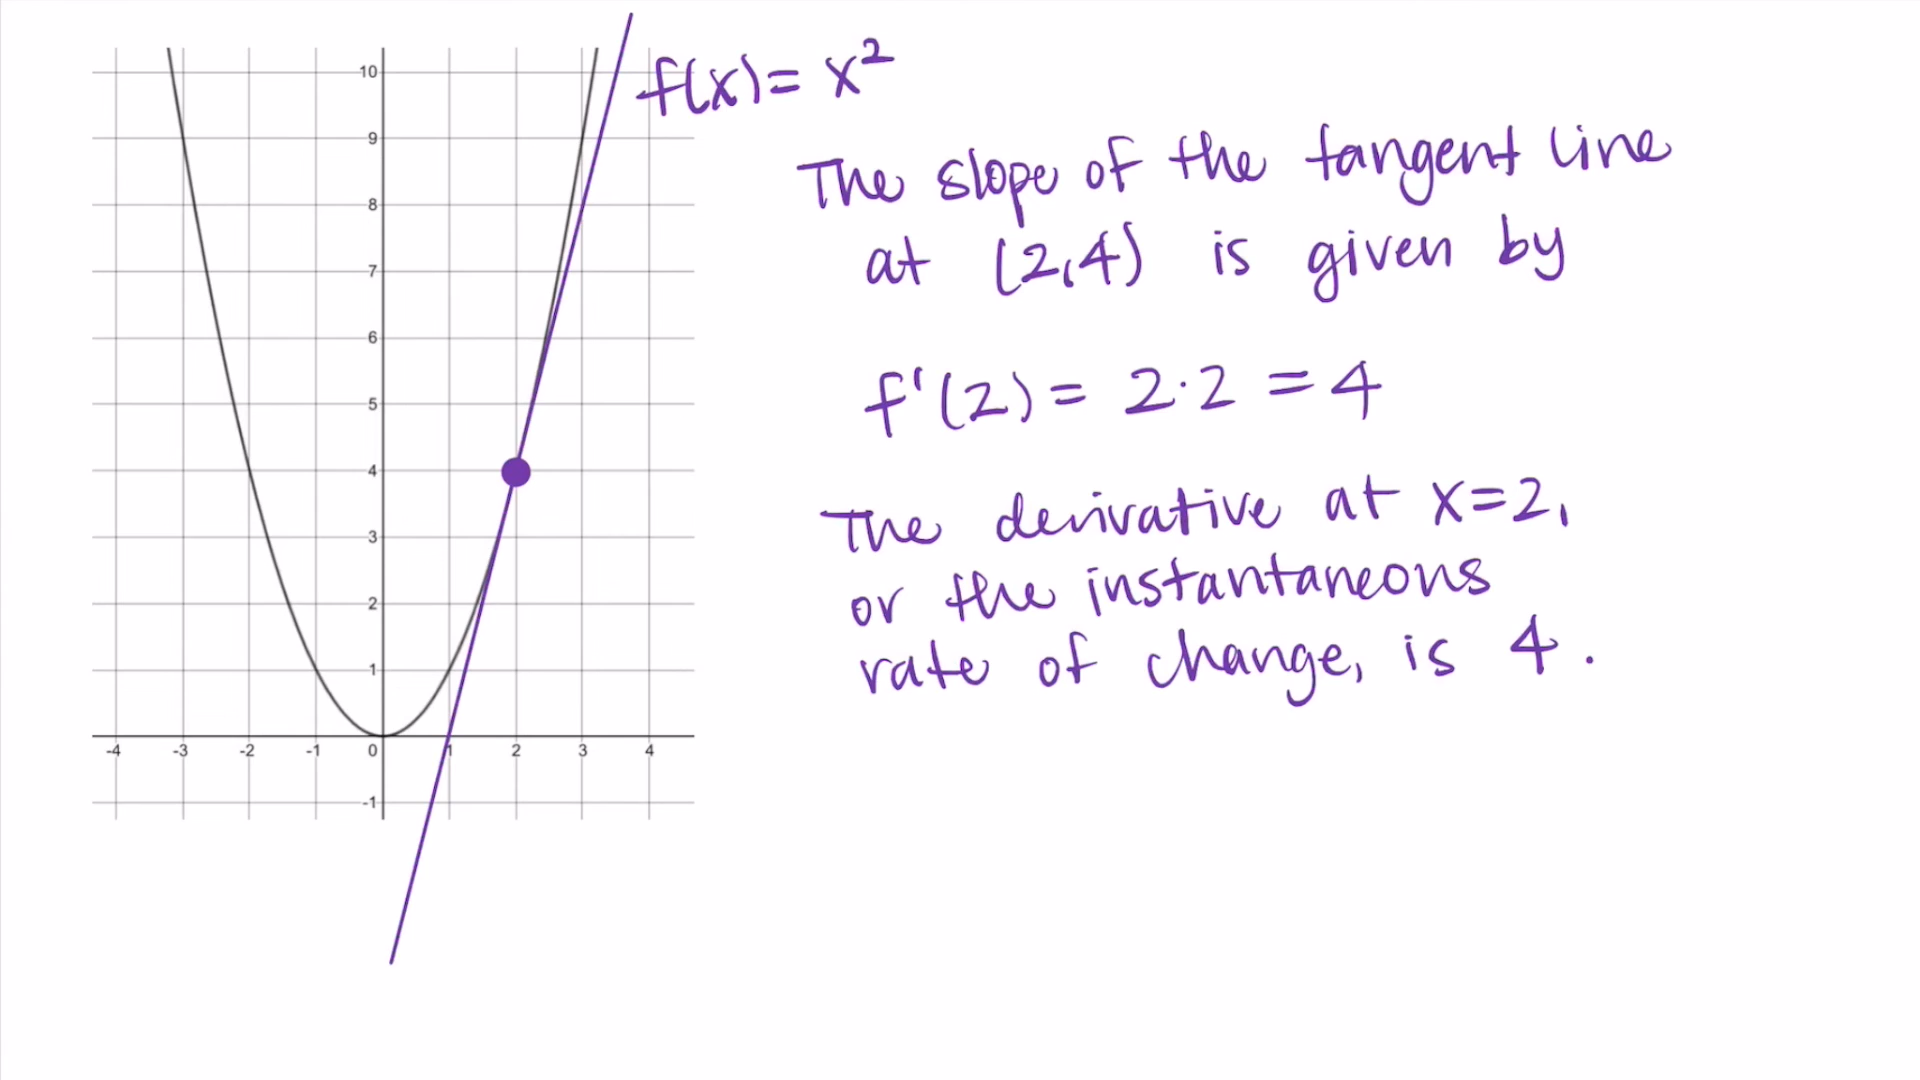 f(x) = x²
The slope of the tangent line
at (2,4) is given by
f'(2) = 2·2 = 4
The derivative at x=2,
or the instantaneous
rate of change, is 4.
10
9
8
7
6
5
4
3
2
1
-4 -3 -2 -1 0 1 2 3 4
-1